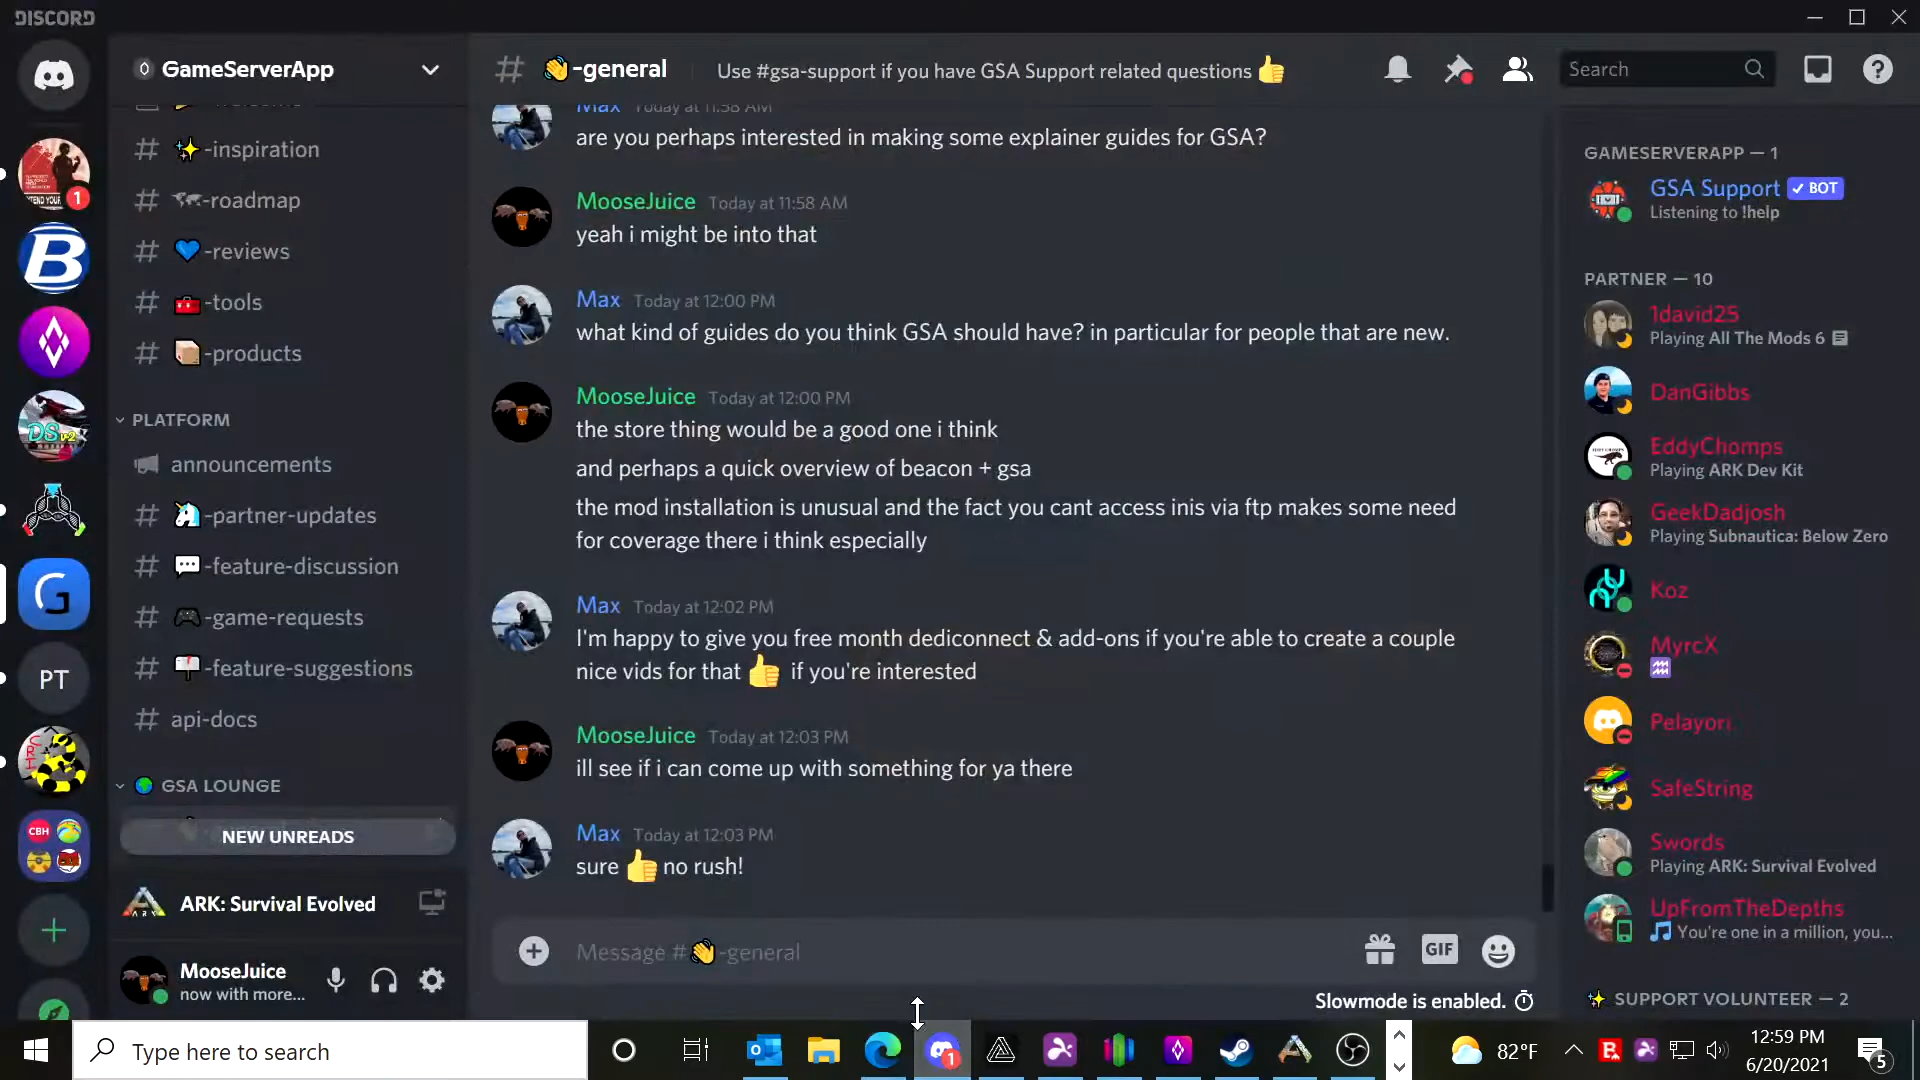 DISCORD
GameServerApp
-general
Use #gsa-support if you have GSA Support related questions
Search
-inspiration
-roadmap
-reviews
-tools
-products
PLATFORM
announcements
-partner-updates
-feature-discussion
-game-requests
-feature-suggestions
api-docs
GSA LOUNGE
NEW UNREADS
ARK: Survival Evolved
MooseJuice
now with more...
Max Today at 11:58 AM
are you perhaps interested in making some explainer guides for GSA?
MooseJuice Today at 11:58 AM
yeah i might be into that
Max Today at 12:00 PM
what kind of guides do you think GSA should have? in particular for people that are new.
MooseJuice Today at 12:00 PM
the store thing would be a good one i think
and perhaps a quick overview of beacon + gsa
the mod installation is unusual and the fact you cant access inis via ftp makes some need
for coverage there i think especially
Max Today at 12:02 PM
I'm happy to give you free month dediconnect & add-ons if you're able to create a couple
nice vids for that 👍 if you're interested
MooseJuice Today at 12:03 PM
ill see if i can come up with something for ya there
Max Today at 12:03 PM
sure 👍 no rush!
Message #👋-general
GIF
Slowmode is enabled.
GAMESERVERAPP — 1
GSA Support ✓ BOT
Listening to !help
PARTNER — 10
1david25
Playing All The Mods 6
DanGibbs
EddyChomps
Playing ARK Dev Kit
GeekDadjosh
Playing Subnautica: Below Zero
Koz
MyrcX
Pelayori
SafeString
Swords
Playing ARK: Survival Evolved
UpFromTheDepths
You're one in a million, you...
SUPPORT VOLUNTEER — 2
1
B
DS v2
G
PT
CRI
CBH
Type here to search
1
82°F
12:59 PM
6/20/2021
5